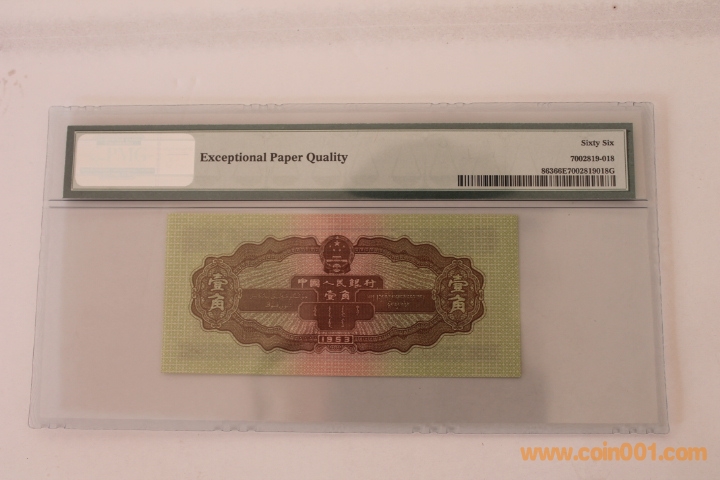 Sixty Six
Exceptional Paper Quality
7002819-018
86366E7002819018G
中國人民銀行
壹角
壹角
壹角
1953
www.coin001.com